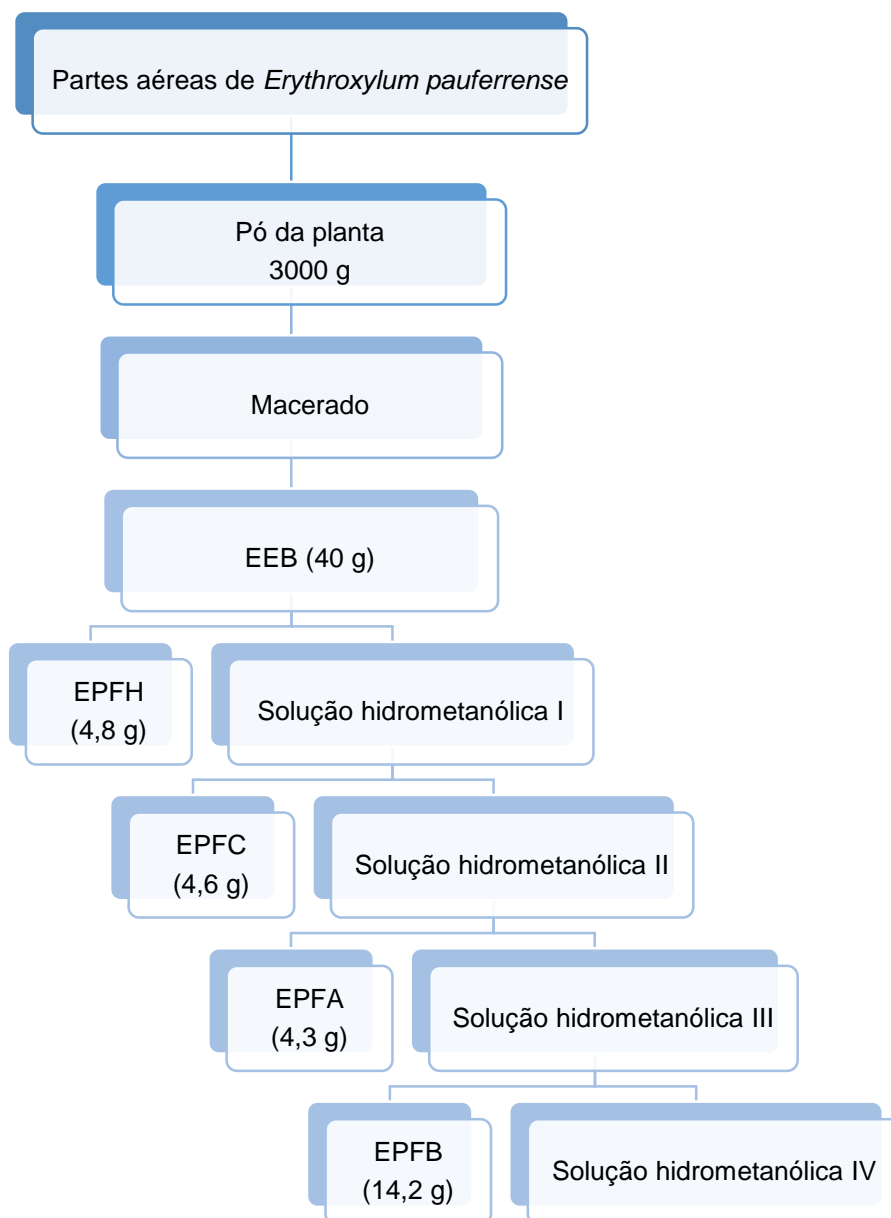 Partes aéreas de Erythroxylum pauferrense
Pó da planta
3000 g
Macerado
EEB (40 g)
EPFH
(4,8 g)
Solução hidrometanólica I
EPFC
(4,6 g)
Solução hidrometanólica II
EPFA
(4,3 g)
Solução hidrometanólica III
EPFB
(14,2 g)
Solução hidrometanólica IV